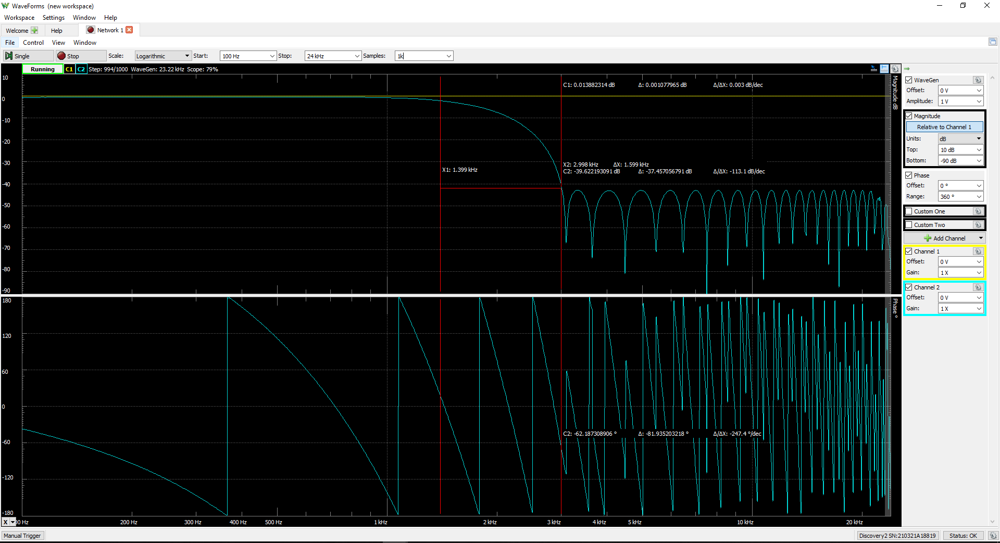 WaveForms (new workspace)
Workspace Settings Window Help
Welcome Help Network 1
File Control View Window
Single Stop Scale: Logarithmic Start: 100 Hz Stop: 24 kHz Samples: 1k
Running C1 C2 Step: 994/1000 WaveGen: 23.22 kHz Scope: 79%
C1: 0.013882314 dB Δ: 0.001077965 dB Δ/ΔX: 0.003 dB/dec
10
0
-10
-20
-30
-40
-50
-60
-70
-80
-90
Magnitude dB
X1: 1.399 kHz
X2: 2.998 kHz ΔX: 1.599 kHz
C2: -39.622193091 dB Δ: -37.457056791 dB Δ/ΔX: -113.1 dB/dec
180
120
60
0
-60
-120
-180
Phase °
C2: -62.187308906 ° Δ: -81.935203218 ° Δ/ΔX: -247.4 °/dec
X 00 Hz 200 Hz 300 Hz 400 Hz 500 Hz 1 kHz 2 kHz 3 kHz 4 kHz 5 kHz 10 kHz 20 kHz
WaveGen
Offset: 0 V
Amplitude: 1 V
Magnitude
Relative to Channel 1
Units: dB
Top: 10 dB
Bottom: -90 dB
Phase
Offset: 0 °
Range: 360 °
Custom One
Custom Two
Add Channel
Channel 1
Offset: 0 V
Gain: 1 X
Channel 2
Offset: 0 V
Gain: 1 X
Manual Trigger Discovery2 SN:210321A18819 Status: OK